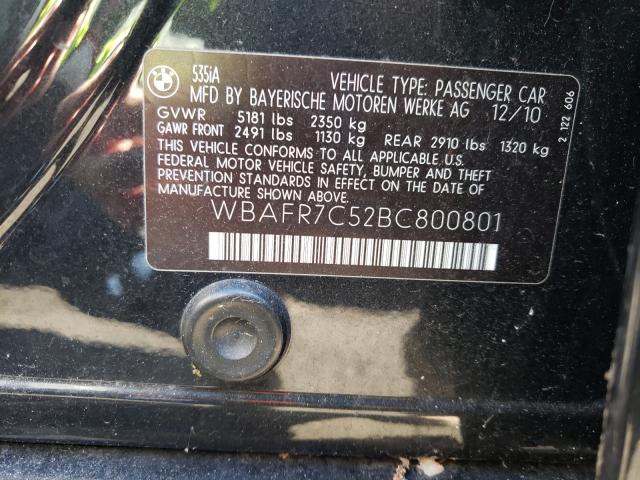 BMW
535iA
VEHICLE TYPE: PASSENGER CAR
MFD BY BAYERISCHE MOTOREN WERKE AG 12/10
GVWR 5181 lbs 2350 kg
GAWR FRONT 2491 lbs 1130 kg REAR 2910 lbs 1320 kg
THIS VEHICLE CONFORMS TO ALL APPLICABLE U.S.
FEDERAL MOTOR VEHICLE SAFETY, BUMPER AND THEFT
PREVENTION STANDARDS IN EFFECT ON THE DATE OF
MANUFACTURE SHOWN ABOVE.
WBAFR7C52BC800801
2 122 606